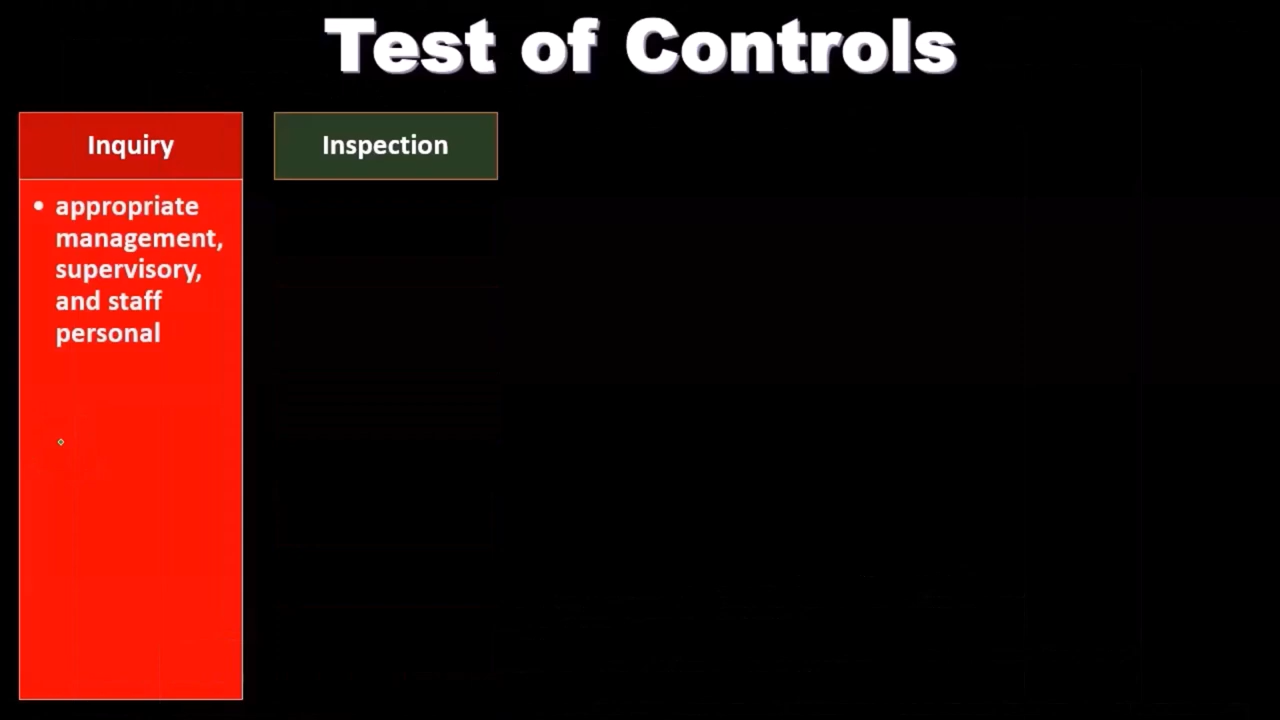 Test of Controls
Inquiry
• appropriate
management,
supervisory,
and staff
personal
Inspection